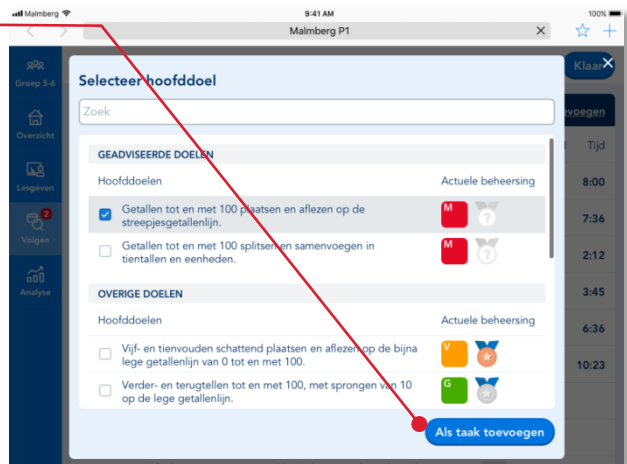 Malmberg
9:41 AM
100%
Malmberg P1
Groep 5-6
Klaar
Selecteer hoofddoel
Zoek
evoegen
Overzicht
GEADVISEERDE DOELEN
Tijd
Hoofddoelen
Actuele beheersing
Lesgeven
8:00
Getallen tot en met 100 plaatsen en aflezen op de
streepjesgetallenlijn.
M
?
2
7:36
Volgen
Getallen tot en met 100 splitsen en samenvoegen in
tientallen en eenheden.
M
?
2:12
Analyse
OVERIGE DOELEN
3:45
Hoofddoelen
Actuele beheersing
6:36
Vijf- en tienvouden schattend plaatsen en aflezen op de bijna
lege getallenlijn van 0 tot en met 100.
V
10:23
Verder- en terugtellen tot en met 100, met sprongen van 10
op de lege getallenlijn.
G
Als taak toevoegen